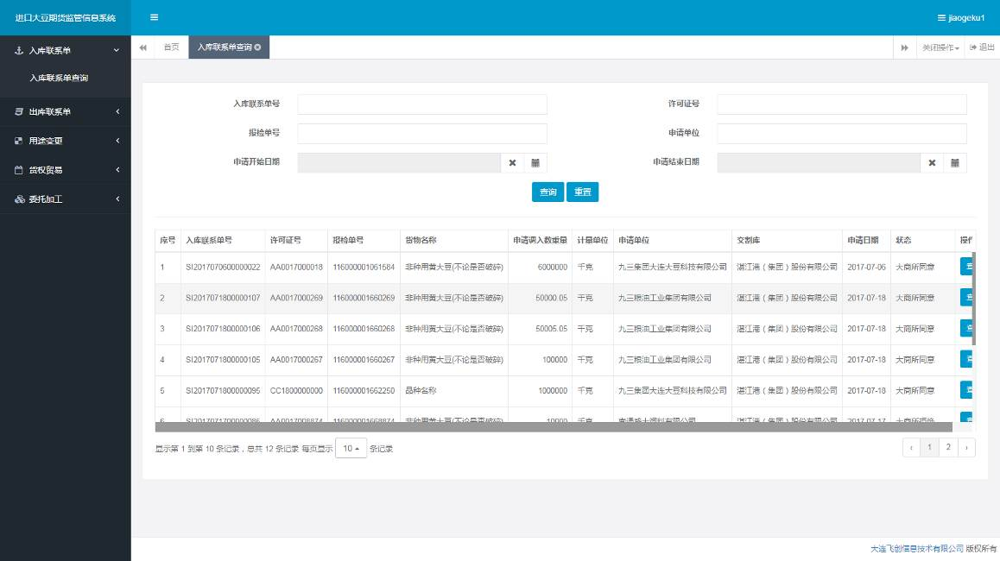 进口大豆期货监管信息系统
jiaogeku1
入库联系单
入库联系单查询
出库联系单
用途变更
货权贸易
委托加工
首页 入库联系单查询 关闭操作 退出
入库联系单号 许可证号
报检单号 申请单位
申请开始日期 申请结束日期
查询 重置
序号 入库联系单号 许可证号 报检单号 货物名称 申请调入数重量 计量单位 申请单位 交割库 申请日期 状态 操作
1 SI2017070600000022 AA0017000018 116000001061584 非种用黄大豆(不论是否破碎) 6000000 千克 九三集团大连大豆科技有限公司 湛江港（集团）股份有限公司 2017-07-06 大商所同意 查
2 SI2017071800000107 AA0017000269 116000001660269 非种用黄大豆(不论是否破碎) 50000.05 千克 九三粮油工业集团有限公司 湛江港（集团）股份有限公司 2017-07-18 大商所同意 查
3 SI2017071800000106 AA0017000268 116000001660268 非种用黄大豆(不论是否破碎) 50005.05 千克 九三粮油工业集团有限公司 湛江港（集团）股份有限公司 2017-07-18 大商所同意 查
4 SI2017071800000105 AA0017000267 116000001660267 非种用黄大豆(不论是否破碎) 100000 千克 九三粮油工业集团有限公司 湛江港（集团）股份有限公司 2017-07-18 大商所同意 查
5 SI2017071800000095 CC1800000000 116000001662250 品种名称 1000000 千克 九三集团大连大豆科技有限公司 湛江港（集团）股份有限公司 2017-07-18 大商所同意 查
6 SI2017071700000086 AA0017008874 116000001668874 非种用黄大豆(不论是否破碎) 10000 千克 湛江港（集团）股份有限公司 2017-07-17 大商所拒绝
显示第 1 到第 10 条记录，总共 12 条记录 每页显示 10 条记录 ‹ 1 2 ›
大连飞创信息技术有限公司 版权所有